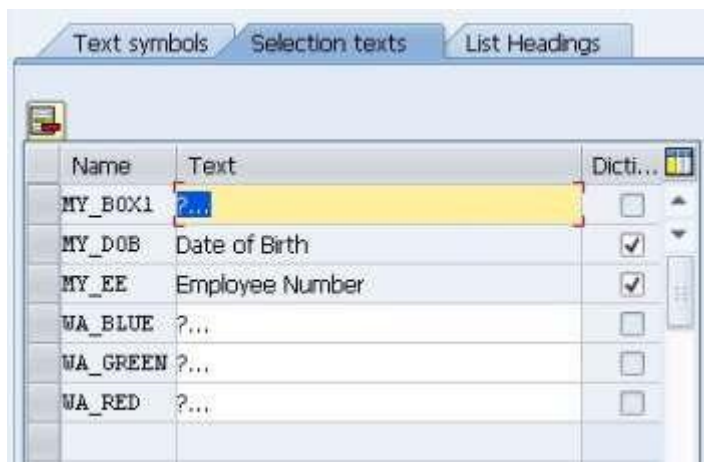 Text symbols Selection texts List Headings
Name Text Dicti...
MY_BOX1 ?...
MY_DOB Date of Birth
MY_EE Employee Number
WA_BLUE ?...
WA_GREEN ?...
WA_RED ?...